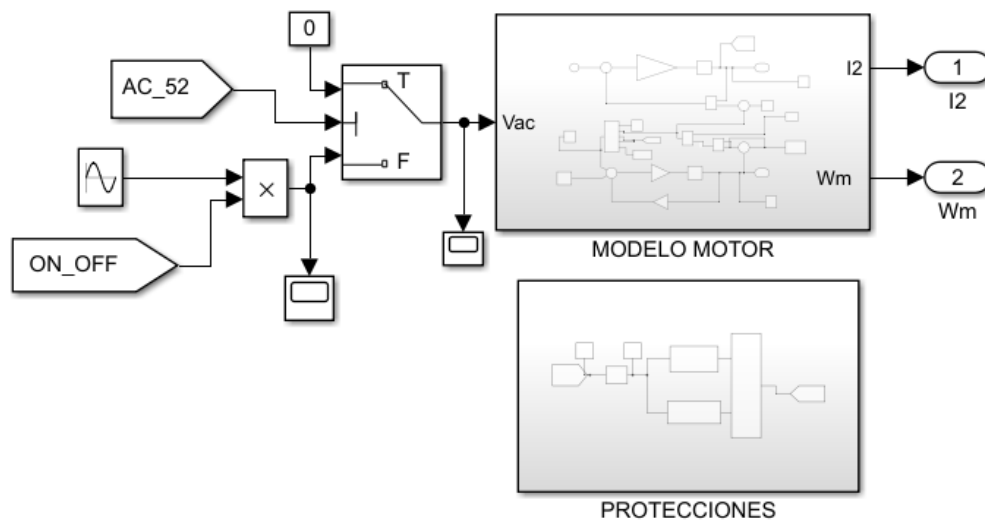 0
AC_52
T
F
×
ON_OFF
Vac
I2
Wm
MODELO MOTOR
1
I2
2
Wm
PROTECCIONES